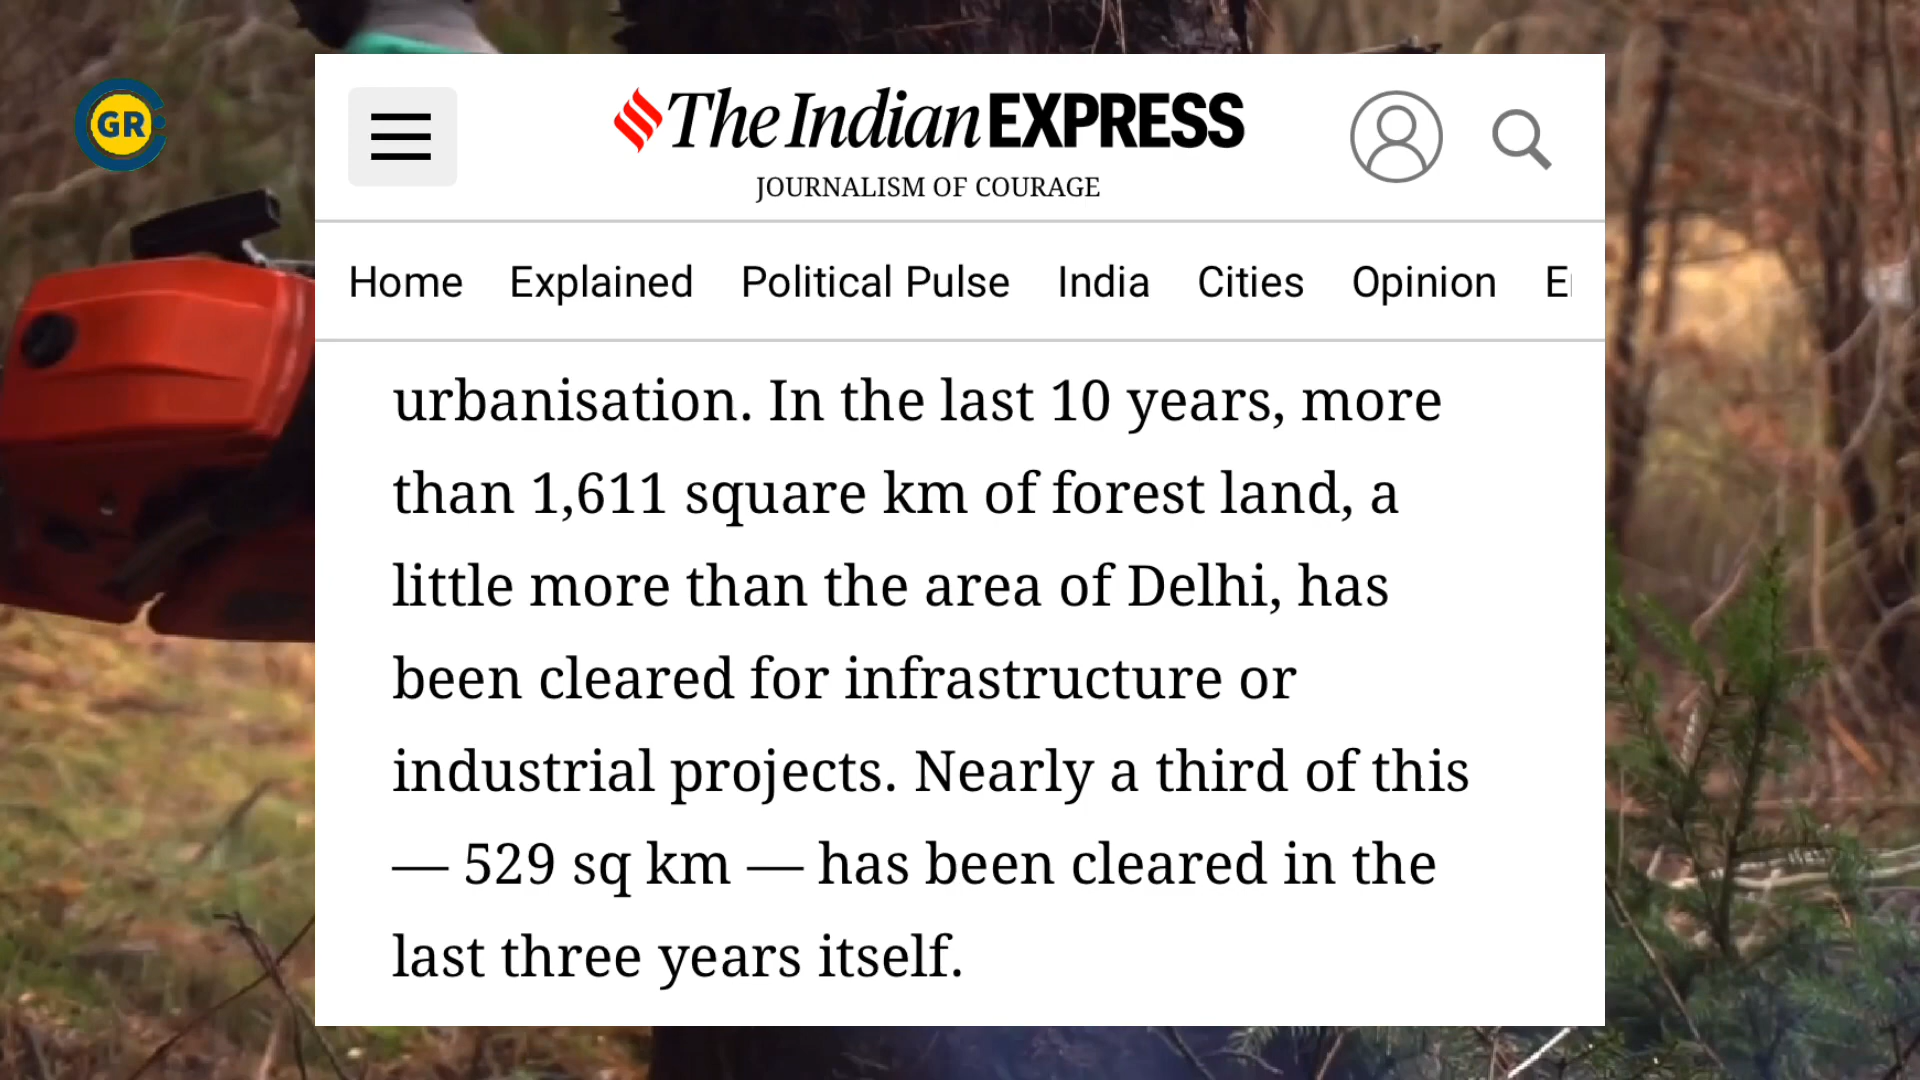 GR
The Indian EXPRESS
JOURNALISM OF COURAGE
Home Explained Political Pulse India Cities Opinion
urbanisation. In the last 10 years, more
than 1,611 square km of forest land, a
little more than the area of Delhi, has
been cleared for infrastructure or
industrial projects. Nearly a third of this
— 529 sq km — has been cleared in the
last three years itself.